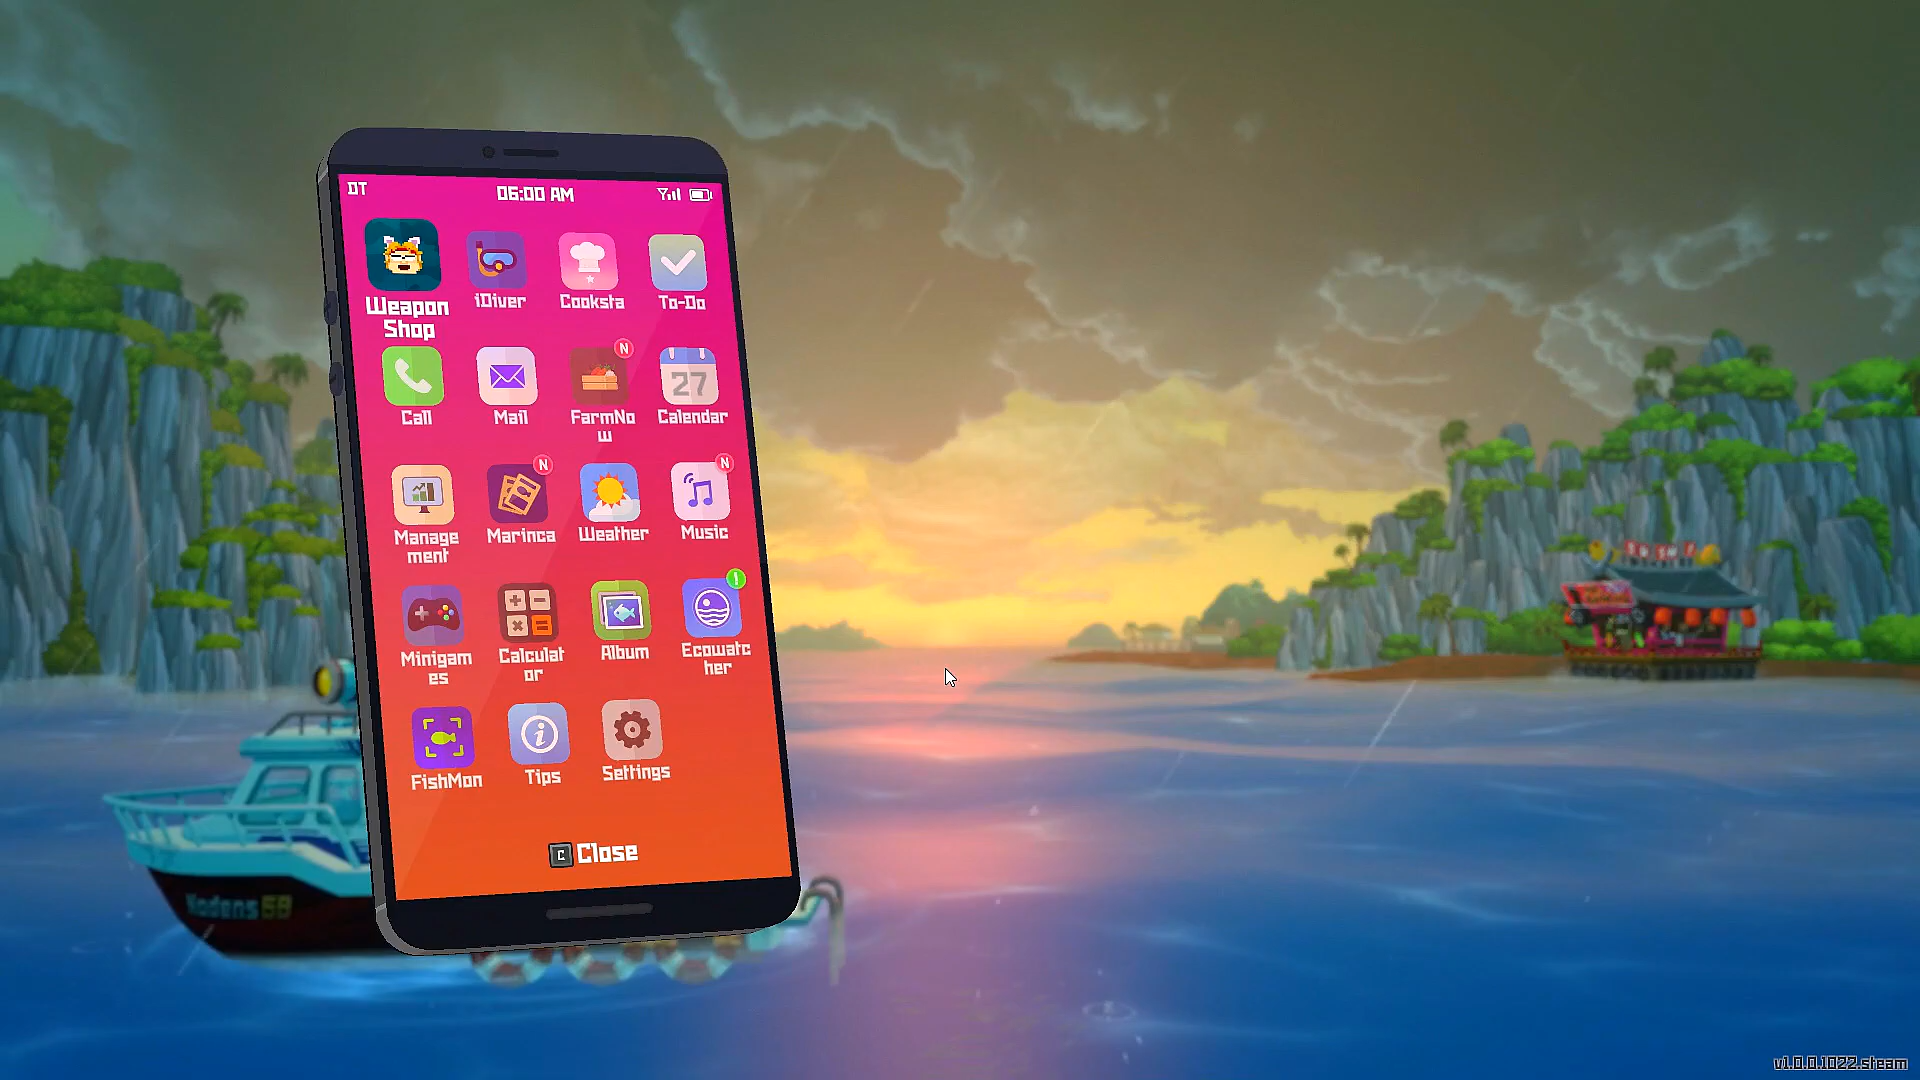 DT
06:00 AM
Weapon
Shop
iDiver
Cooksta
To-Do
Call
Mail
N
FarmNo
w
27
Calendar
Manage
ment
N
Marinca
Weather
N
Music
Minigam
es
Calculat
or
Album
Ecowatc
her
FishMon
Tips
Settings
C Close
SUSHI
v1.0.0.1022.steam